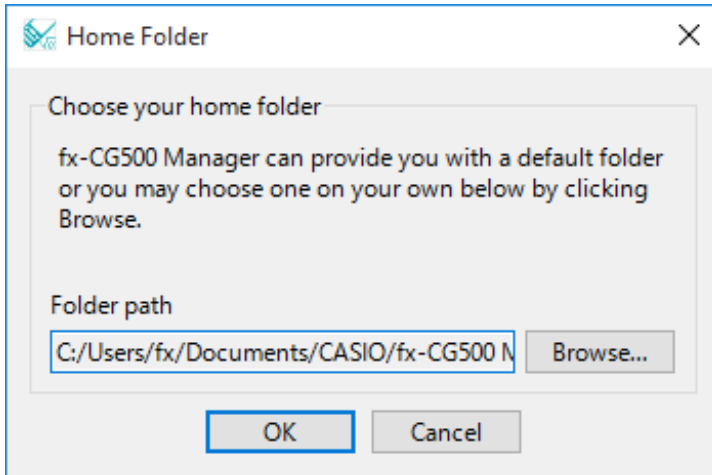 Home Folder
Choose your home folder
fx-CG500 Manager can provide you with a default folder
or you may choose one on your own below by clicking
Browse.
Folder path
C:/Users/fx/Documents/CASIO/fx-CG500 Browse...
OK Cancel